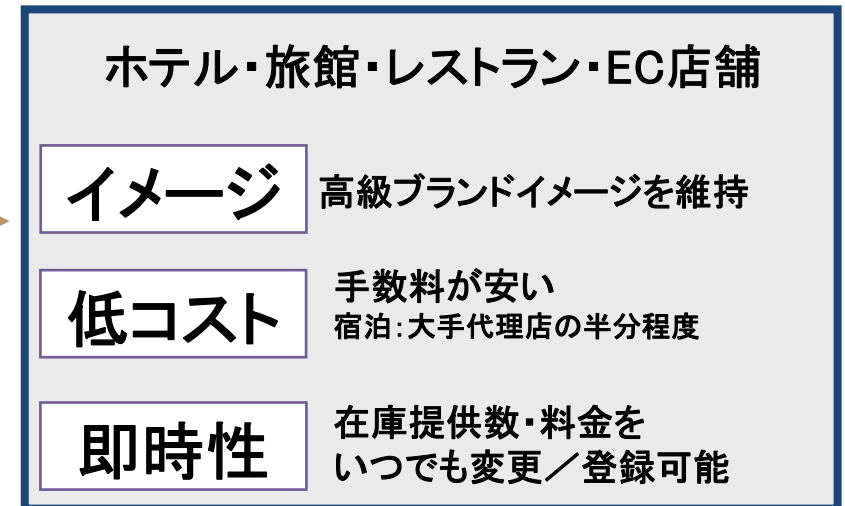 ホテル・旅館・レストラン・EC店舗
イメージ
高級ブランドイメージを維持
低コスト
手数料が安い
宿泊：大手代理店の半分程度
即時性
在庫提供数・料金を
いつでも変更／登録可能